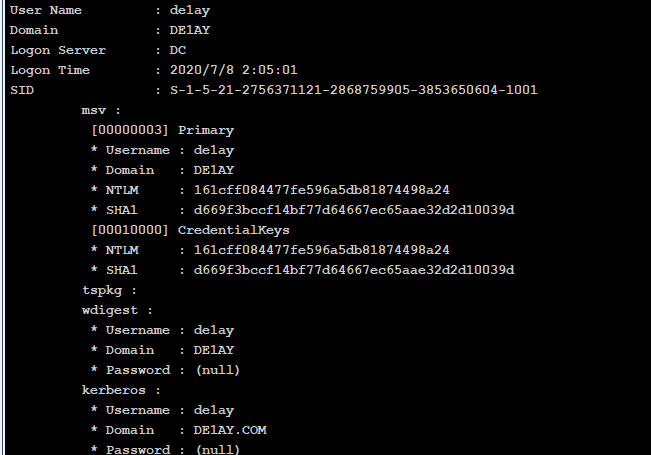 User Name         : de1ay
Domain            : DE1AY
Logon Server      : DC
Logon Time        : 2020/7/8 2:05:01
SID               : S-1-5-21-2756371121-2868759905-3853650604-1001
         msv :
          [00000003] Primary
          * Username : de1ay
          * Domain   : DE1AY
          * NTLM     : 161cff084477fe596a5db81874498a24
          * SHA1     : d669f3bccf14bf77d64667ec65aae32d2d10039d
          [00010000] CredentialKeys
          * NTLM     : 161cff084477fe596a5db81874498a24
          * SHA1     : d669f3bccf14bf77d64667ec65aae32d2d10039d
         tspkg :
         wdigest :
          * Username : de1ay
          * Domain   : DE1AY
          * Password : (null)
         kerberos :
          * Username : de1ay
          * Domain   : DE1AY.COM
          * Password : (null)